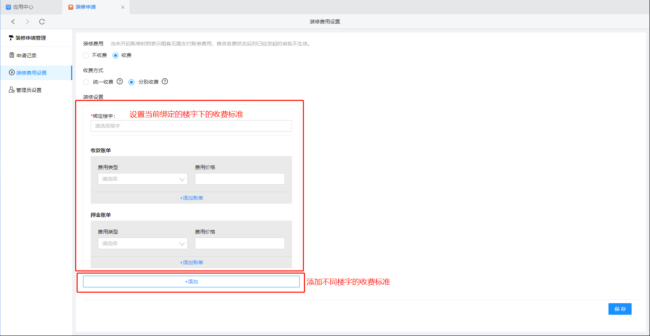 应用中心
装修申请
装修费用设置
装修申请管理
申请记录
装修费用设置
管理员设置
装修费用
不收费 收费
收费方式
统一收费 分别收费
装修设置
*绑定楼宇: 设置当前绑定的楼宇下的收费标准
请选择楼宇
收款账单
费用类型 费用价格
请选择
+添加账单
押金账单
费用类型 费用价格
请选择
+添加账单
+添加 添加不同楼宇的收费标准
保 存